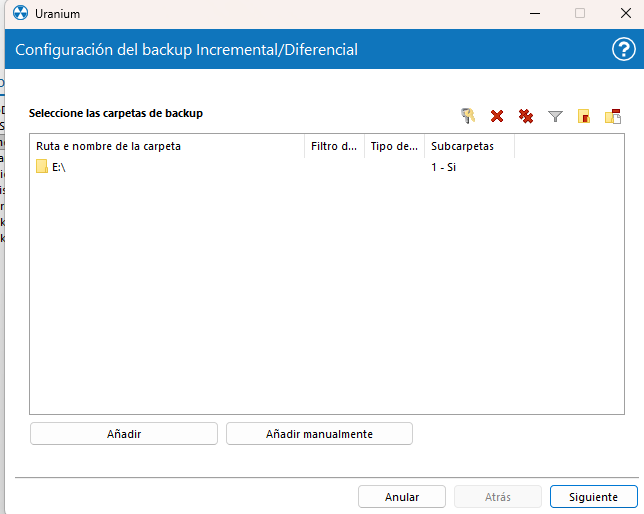 Uranium
Configuración del backup Incremental/Diferencial
Seleccione las carpetas de backup
Ruta e nombre de la carpeta Filtro d... Tipo de... Subcarpetas
E:\ 1 - Si
Añadir Añadir manualmente
Anular Atrás Siguiente